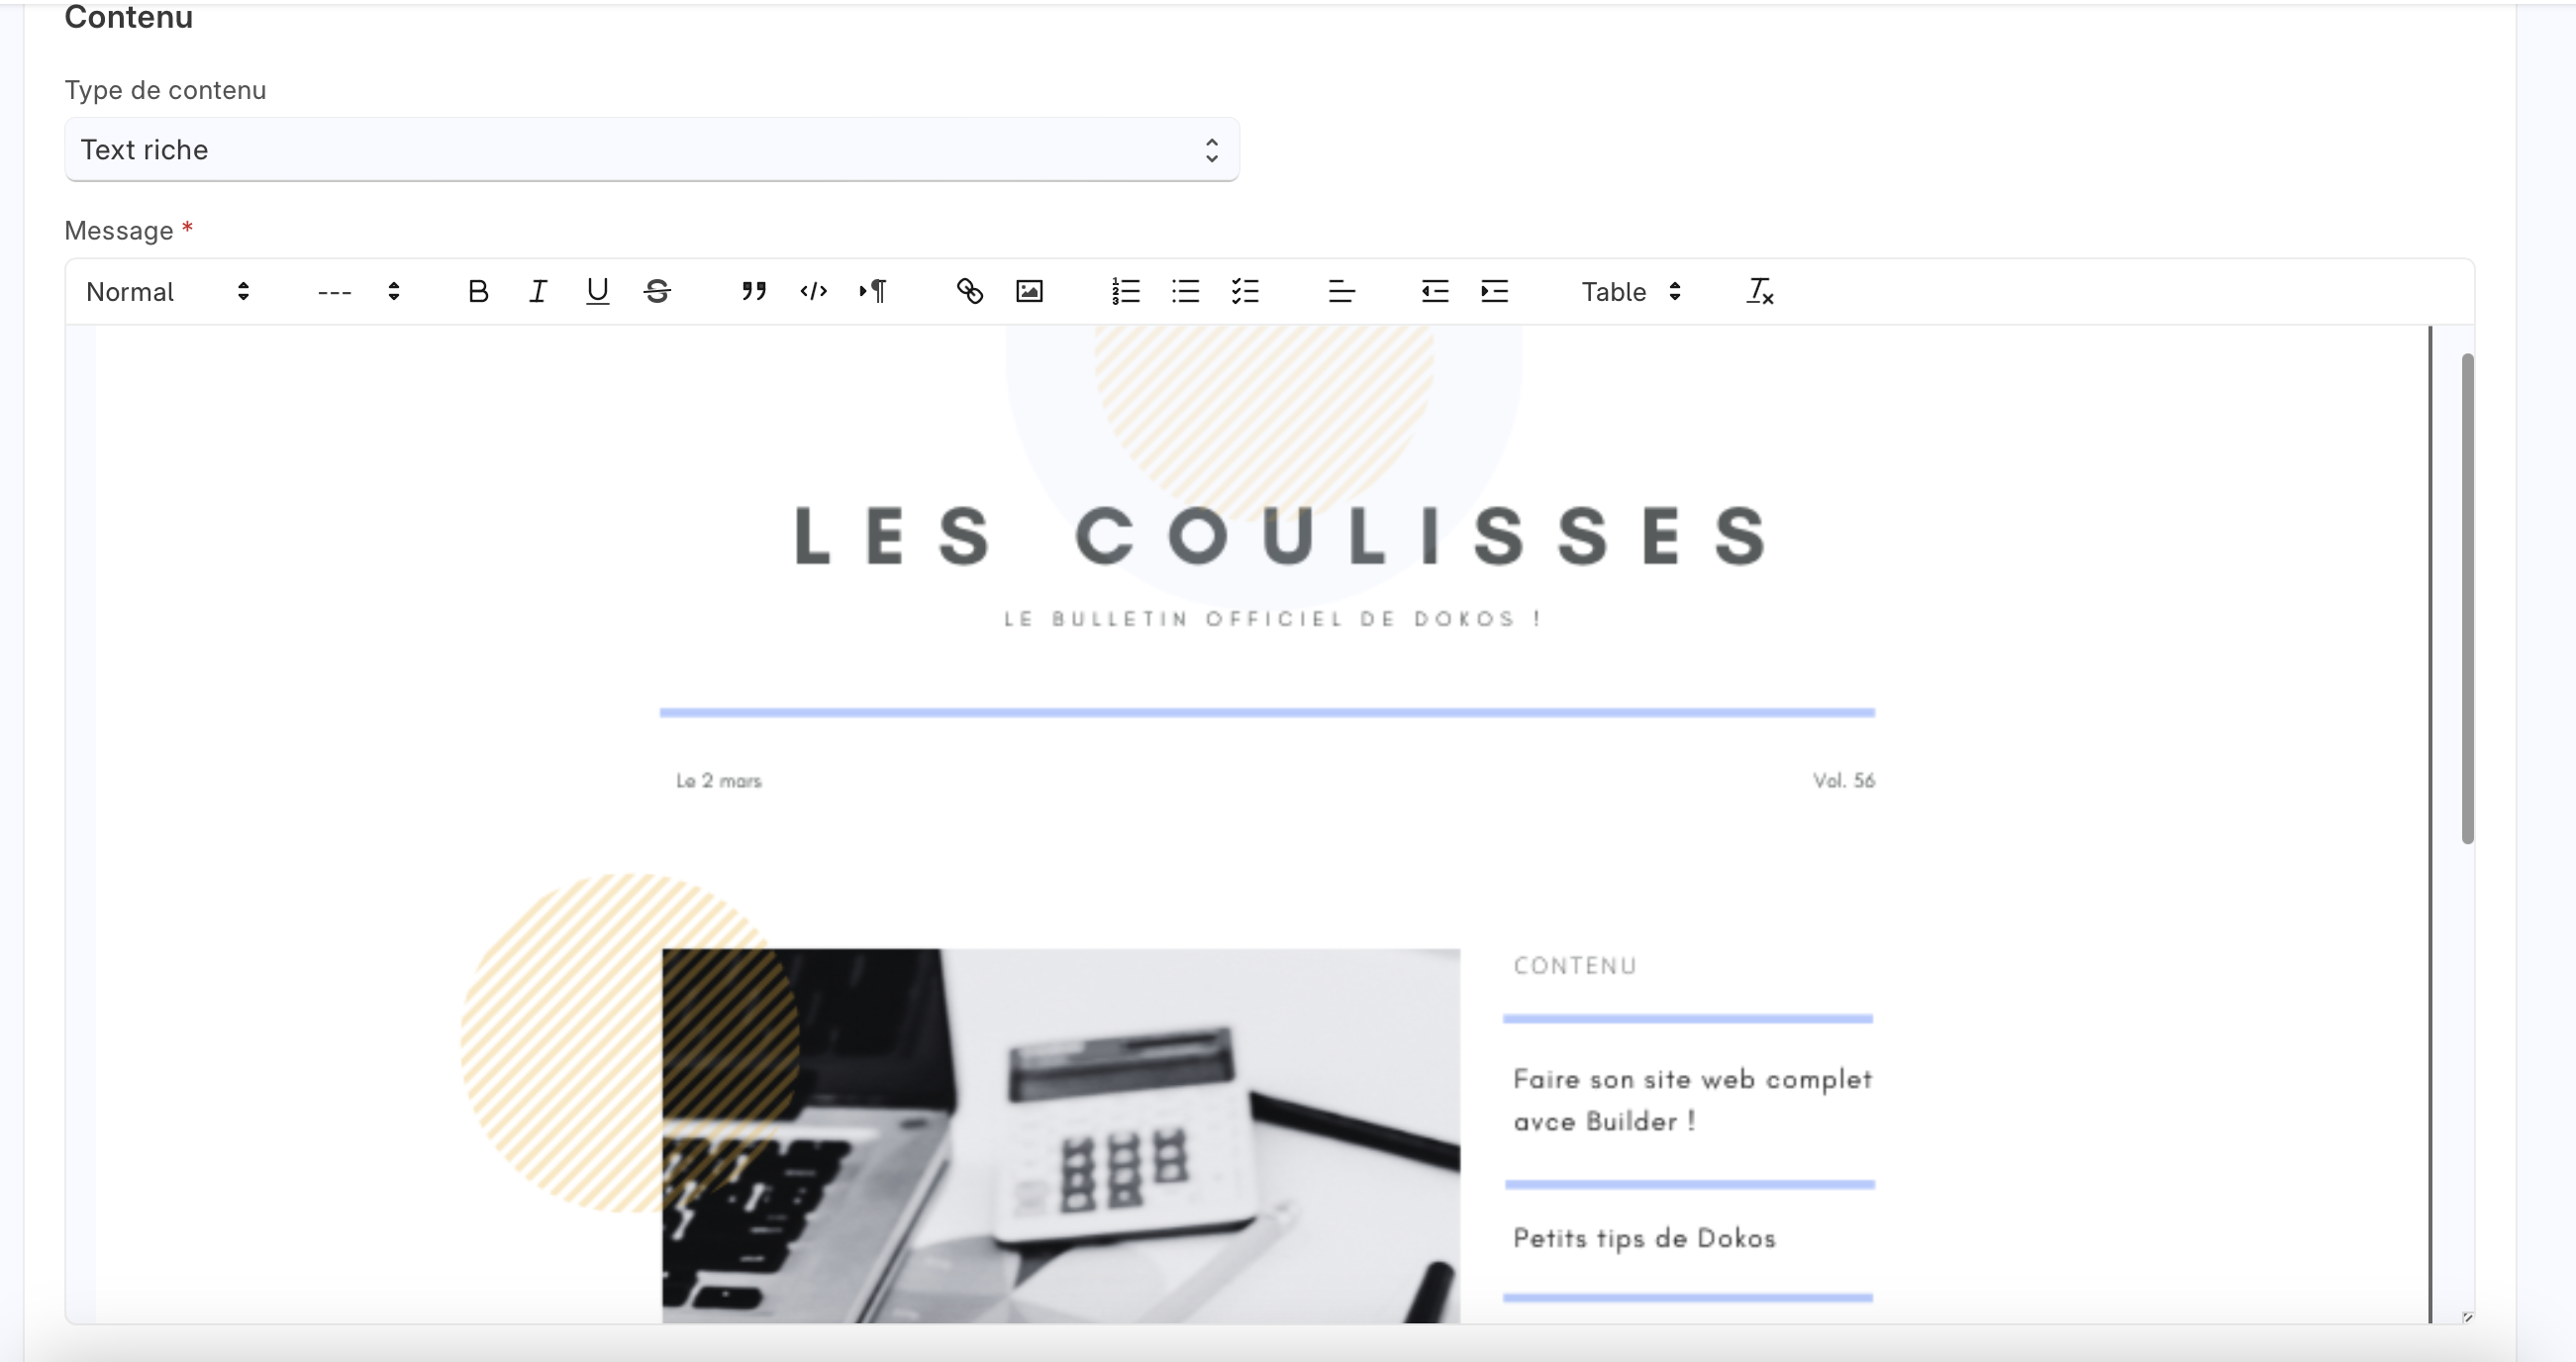 Contenu
Type de contenu
Text riche
Message *
Normal --- B I U S Table
LES COULISSES
LE BULLETIN OFFICIEL DE DOKOS !
Le 2 mars Vol. 56
CONTENU
Faire son site web complet
avce Builder !
Petits tips de Dokos